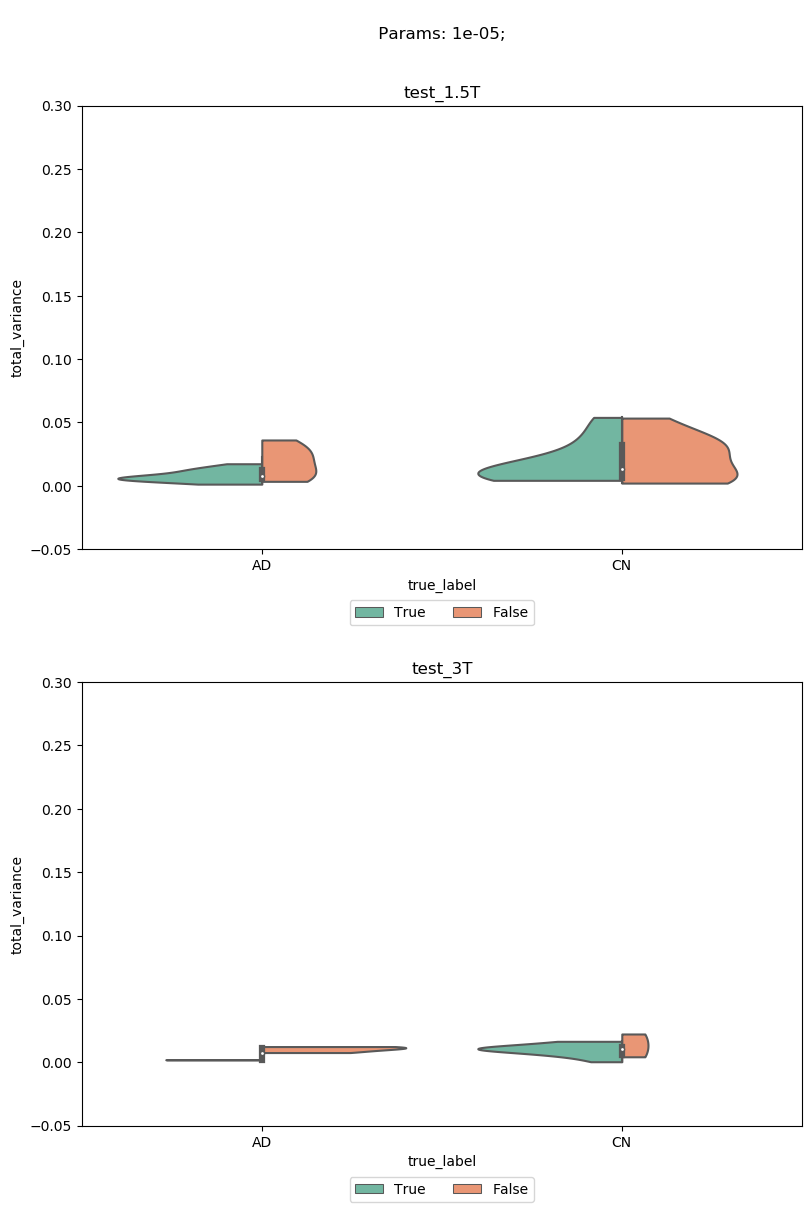 Params: 1e-05;
test_1.5T
0.30
0.25
0.20
0.15
0.10
0.05
0.00
−0.05
total_variance
AD CN
true_label
True False
test_3T
0.30
0.25
0.20
0.15
0.10
0.05
0.00
−0.05
total_variance
AD CN
true_label
True False